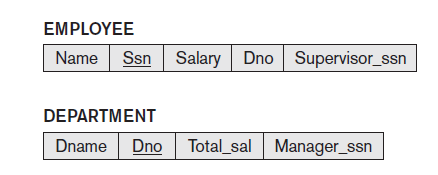 EMPLOYEE
Name Ssn Salary Dno Supervisor_ssn
DEPARTMENT
Dname Dno Total_sal Manager_ssn